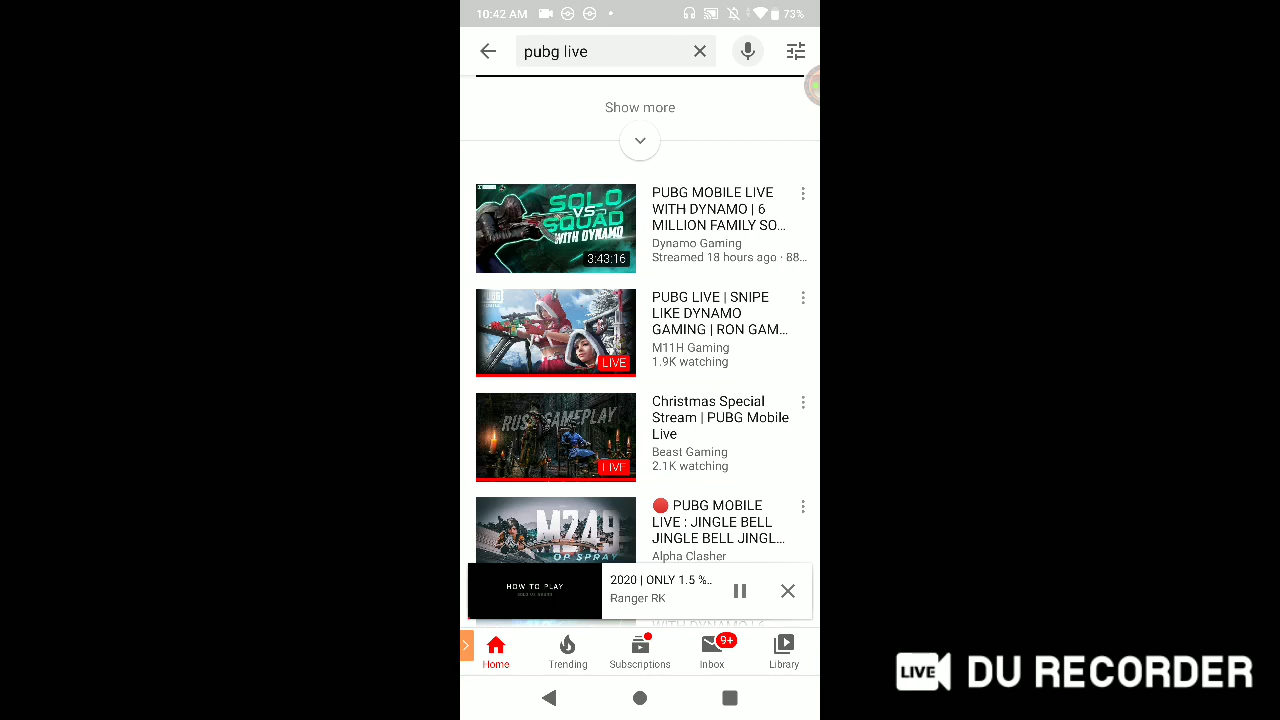 10:42 AM
73%
pubg live
Show more
SOLO
VS
SQUAD
WITH DYNAMO
3:43:16
PUBG MOBILE LIVE
WITH DYNAMO | 6
MILLION FAMILY SO...
Dynamo Gaming
Streamed 18 hours ago · 88...
LIVE
PUBG LIVE | SNIPE
LIKE DYNAMO
GAMING | RON GAM...
M11H Gaming
1.9K watching
GAMEPLAY
LIVE
Christmas Special
Stream | PUBG Mobile
Live
Beast Gaming
2.1K watching
M249
OP SPRAY
🔴 PUBG MOBILE
LIVE : JINGLE BELL
JINGLE BELL JINGL...
Alpha Clasher
HOW TO PLAY
2020 | ONLY 1.5 %..
Ranger RK
Home
Trending
Subscriptions
9+
Inbox
Library
LIVE
DU RECORDER